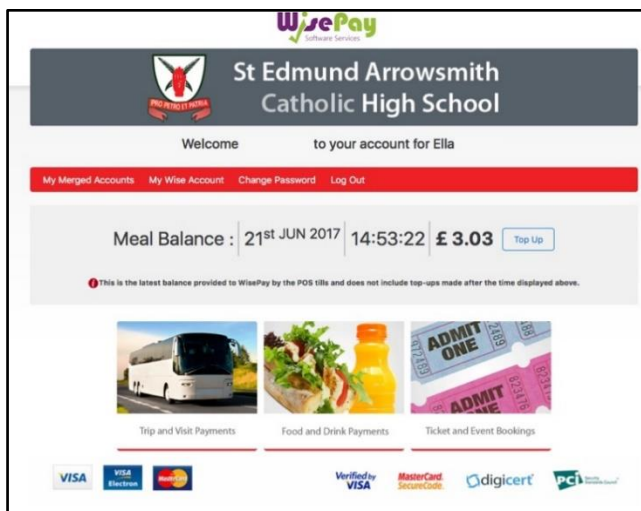 WisePay
Software Services
St Edmund Arrowsmith
Catholic High School
PRO PETRO ET PATRIA
Welcome to your account for Ella
My Merged Accounts My Wise Account Change Password Log Out
Meal Balance : 21st JUN 2017 14:53:22 £ 3.03 Top Up
This is the latest balance provided to WisePay by the POS tills and does not include top-ups made after the time displayed above.
ADMIT
ONE
ADMIT
ONE
Trip and Visit Payments Food and Drink Payments Ticket and Event Bookings
VISA VISA Electron MasterCard Verified by VISA MasterCard. SecureCode. digicert PCI